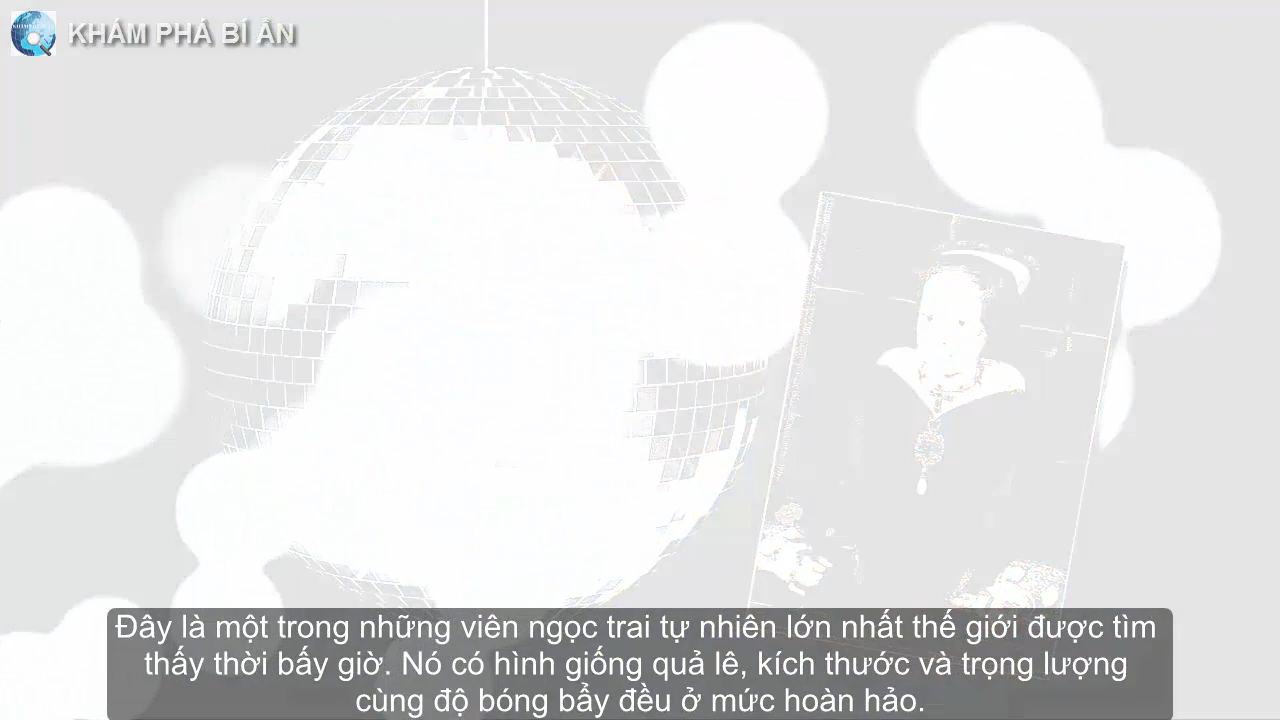 KHÁM PHÁ BÍ ẨN
Đây là một trong những viên ngọc trai tự nhiên lớn nhất thế giới được tìm
thấy thời bấy giờ. Nó có hình giống quả lê, kích thước và trọng lượng
cùng độ bóng bẩy đều ở mức hoàn hảo.